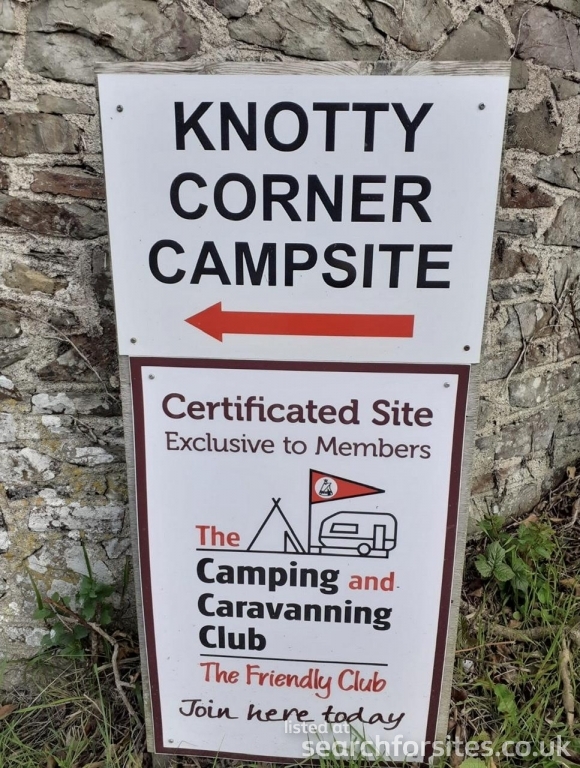 KNOTTY
CORNER
CAMPSITE
Certificated Site
Exclusive to Members
The
Camping and
Caravanning
Club
The Friendly Club
Join here today
listed at
searchforsites.co.uk